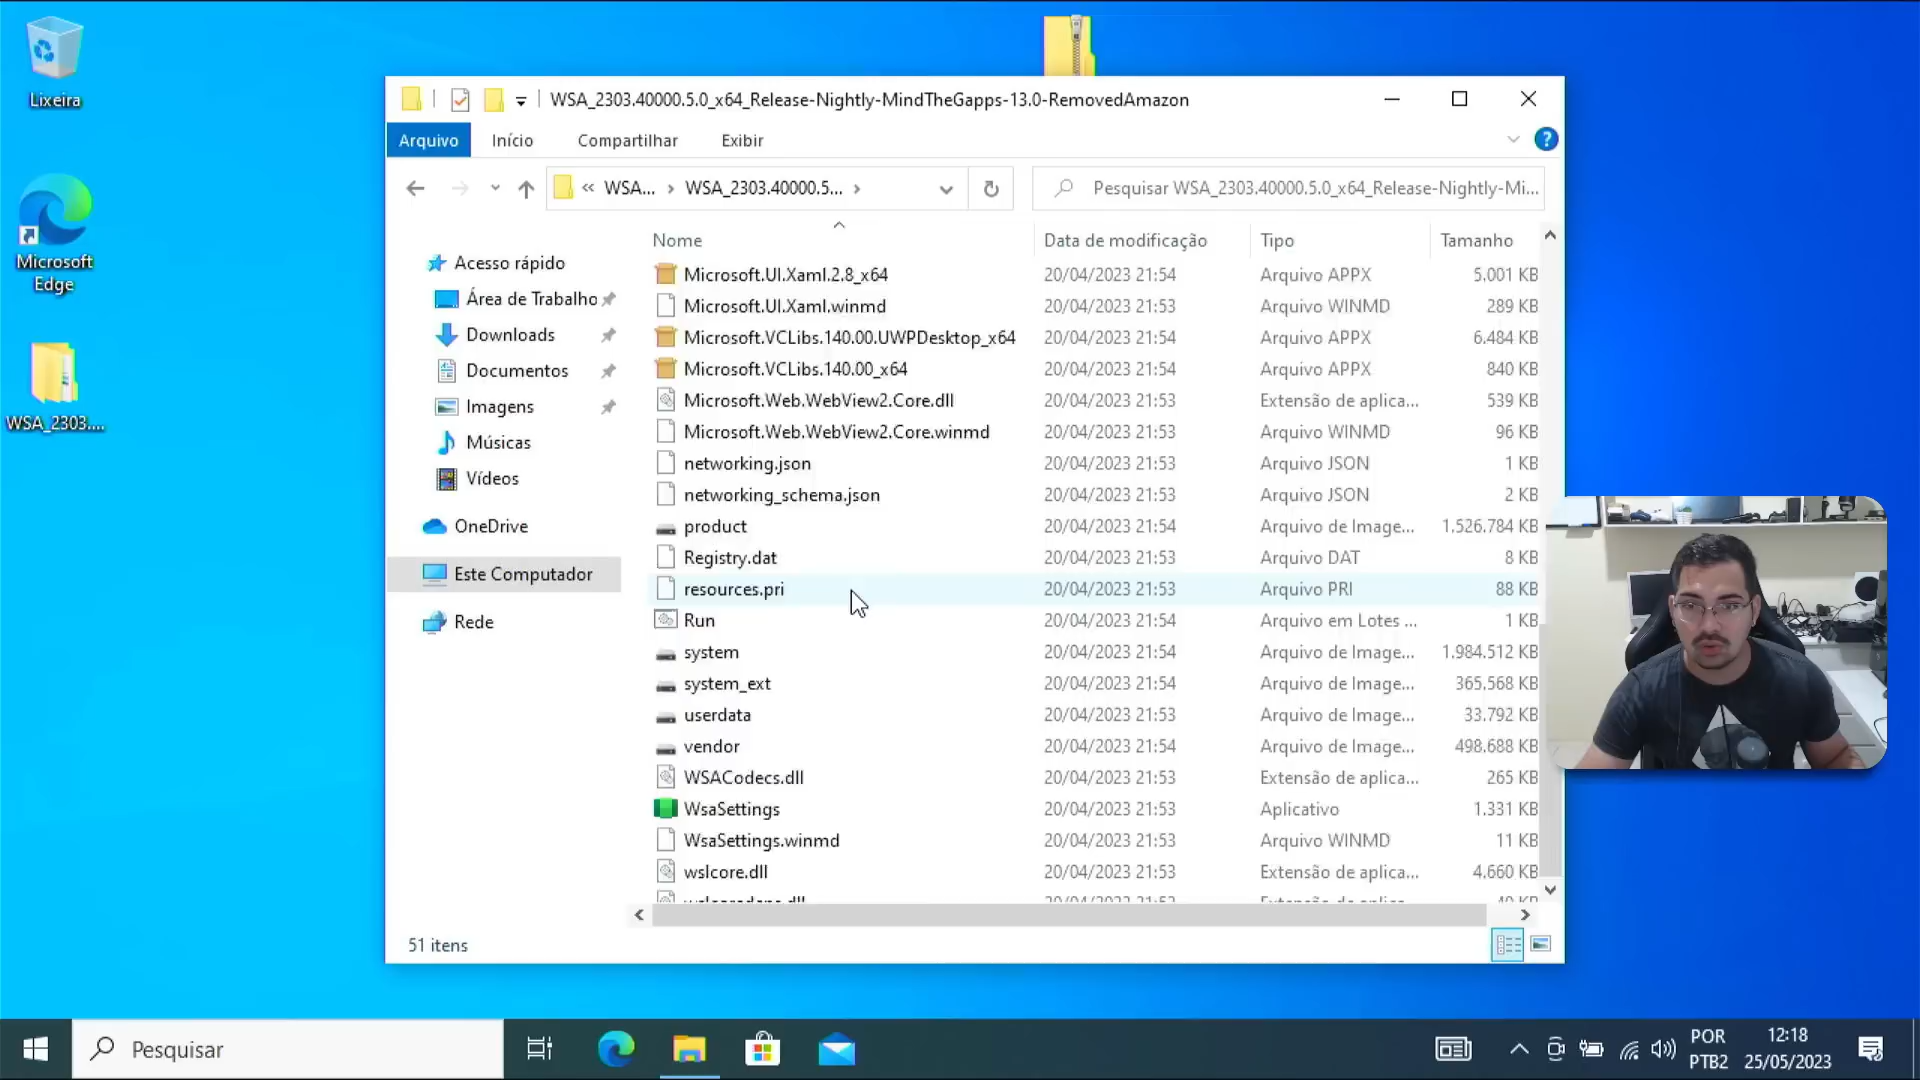 Lixeira
Microsoft
Edge
WSA_2303....
WSA_2303.40000.5.0_x64_Release-Nightly-MindTheGapps-13.0-RemovedAmazon
Arquivo
Início
Compartilhar
Exibir
« WSA... › WSA_2303.40000.5... ›
Pesquisar WSA_2303.40000.5.0_x64_Release-Nightly-Mi...
Acesso rápido
Área de Trabalho
Downloads
Documentos
Imagens
Músicas
Vídeos
OneDrive
Este Computador
Rede
Nome Data de modificação Tipo Tamanho
Microsoft.UI.Xaml.2.8_x64 20/04/2023 21:54 Arquivo APPX 5.001 KB
Microsoft.UI.Xaml.winmd 20/04/2023 21:53 Arquivo WINMD 289 KB
Microsoft.VCLibs.140.00.UWPDesktop_x64 20/04/2023 21:54 Arquivo APPX 6.484 KB
Microsoft.VCLibs.140.00_x64 20/04/2023 21:54 Arquivo APPX 840 KB
Microsoft.Web.WebView2.Core.dll 20/04/2023 21:53 Extensão de aplica... 539 KB
Microsoft.Web.WebView2.Core.winmd 20/04/2023 21:53 Arquivo WINMD 96 KB
networking.json 20/04/2023 21:53 Arquivo JSON 1 KB
networking_schema.json 20/04/2023 21:53 Arquivo JSON 2 KB
product 20/04/2023 21:54 Arquivo de Image... 1.526.784 KB
Registry.dat 20/04/2023 21:53 Arquivo DAT 8 KB
resources.pri 20/04/2023 21:53 Arquivo PRI 88 KB
Run 20/04/2023 21:54 Arquivo em Lotes ... 1 KB
system 20/04/2023 21:54 Arquivo de Image... 1.984.512 KB
system_ext 20/04/2023 21:54 Arquivo de Image... 365.568 KB
userdata 20/04/2023 21:53 Arquivo de Image... 33.792 KB
vendor 20/04/2023 21:54 Arquivo de Image... 498.688 KB
WSACodecs.dll 20/04/2023 21:53 Extensão de aplica... 265 KB
WsaSettings 20/04/2023 21:53 Aplicativo 1.331 KB
WsaSettings.winmd 20/04/2023 21:53 Arquivo WINMD 11 KB
wslcore.dll 20/04/2023 21:53 Extensão de aplica... 4.660 KB
51 itens
Pesquisar
POR
PTB2
12:18
25/05/2023